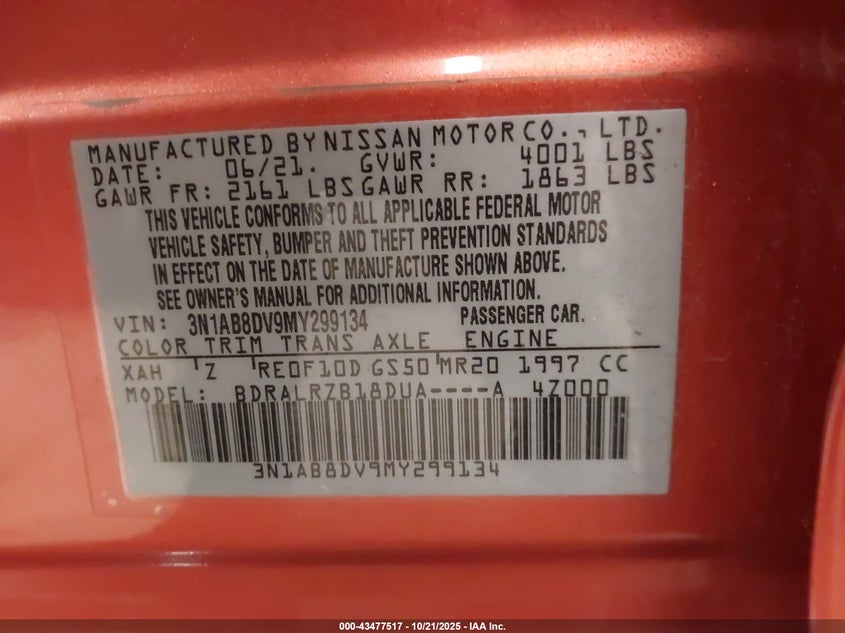 MANUFACTURED BY NISSAN MOTOR CO., LTD.
DATE: 06/21. GVWR: 4001 LBS
GAWR FR: 2161 LBS GAWR RR: 1863 LBS
THIS VEHICLE CONFORMS TO ALL APPLICABLE FEDERAL MOTOR
VEHICLE SAFETY, BUMPER AND THEFT PREVENTION STANDARDS
IN EFFECT ON THE DATE OF MANUFACTURE SHOWN ABOVE.
SEE OWNER'S MANUAL FOR ADDITIONAL INFORMATION.
VIN: 3N1AB8DV9MY299134 PASSENGER CAR.
COLOR TRIM TRANS AXLE ENGINE
XAH Z RE0F10D GS50 MR20 1997 CC
MODEL: BDRALRZB18DUA----A 4Z000
3N1AB8DV9MY299134
000-43477517 - 10/21/2025 - IAA Inc.